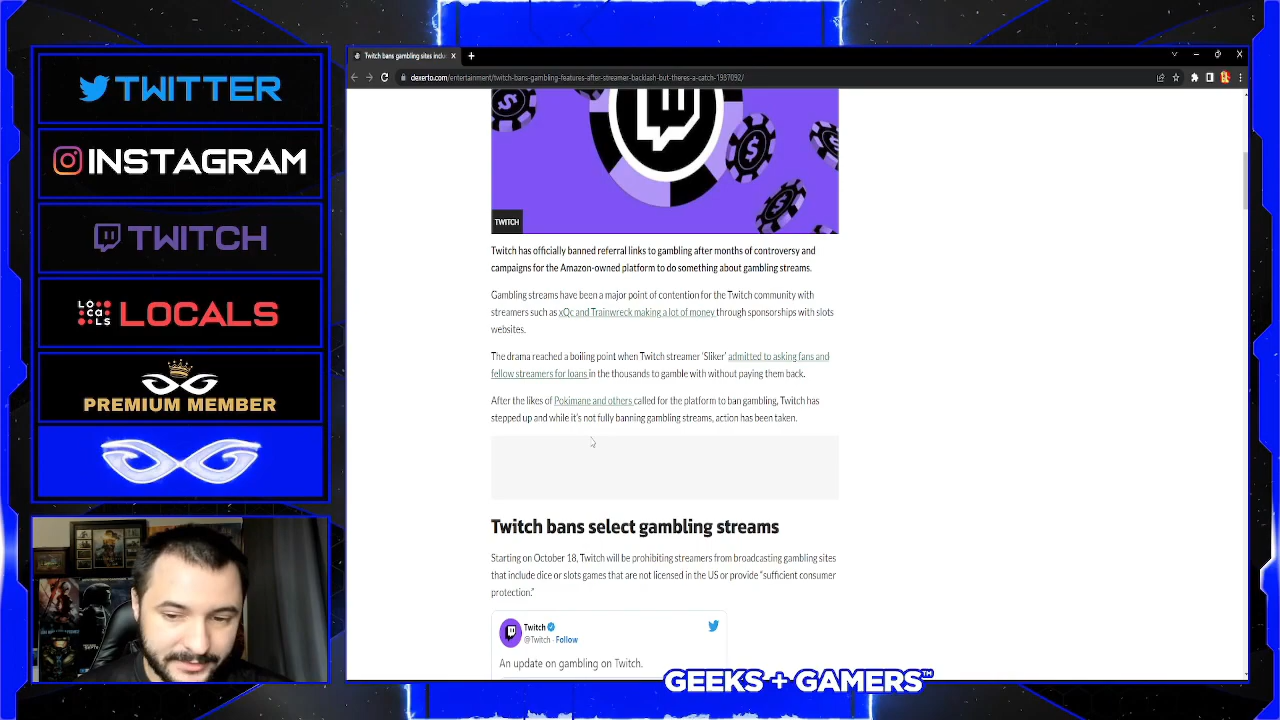 TWITTER
INSTAGRAM
TWITCH
LOCALS
LOCALS
PREMIUM MEMBER
Twitch bans gambling sites inclu
dexerto.com/entertainment/twitch-bans-gambling-features-after-streamer-backlash-but-theres-a-catch-1937092/
TWITCH
Twitch has officially banned referral links to gambling after months of controversy and
campaigns for the Amazon-owned platform to do something about gambling streams.
Gambling streams have been a major point of contention for the Twitch community with
streamers such as xQc and Trainwreck making a lot of money through sponsorships with slots
websites.
The drama reached a boiling point when Twitch streamer 'Sliker' admitted to asking fans and
fellow streamers for loans in the thousands to gamble with without paying them back.
After the likes of Pokimane and others called for the platform to ban gambling, Twitch has
stepped up and while it's not fully banning gambling streams, action has been taken.
Twitch bans select gambling streams
Starting on October 18, Twitch will be prohibiting streamers from broadcasting gambling sites
that include dice or slots games that are not licensed in the US or provide "sufficient consumer
protection."
Twitch
@Twitch · Follow
An update on gambling on Twitch.
GEEKS + GAMERS™